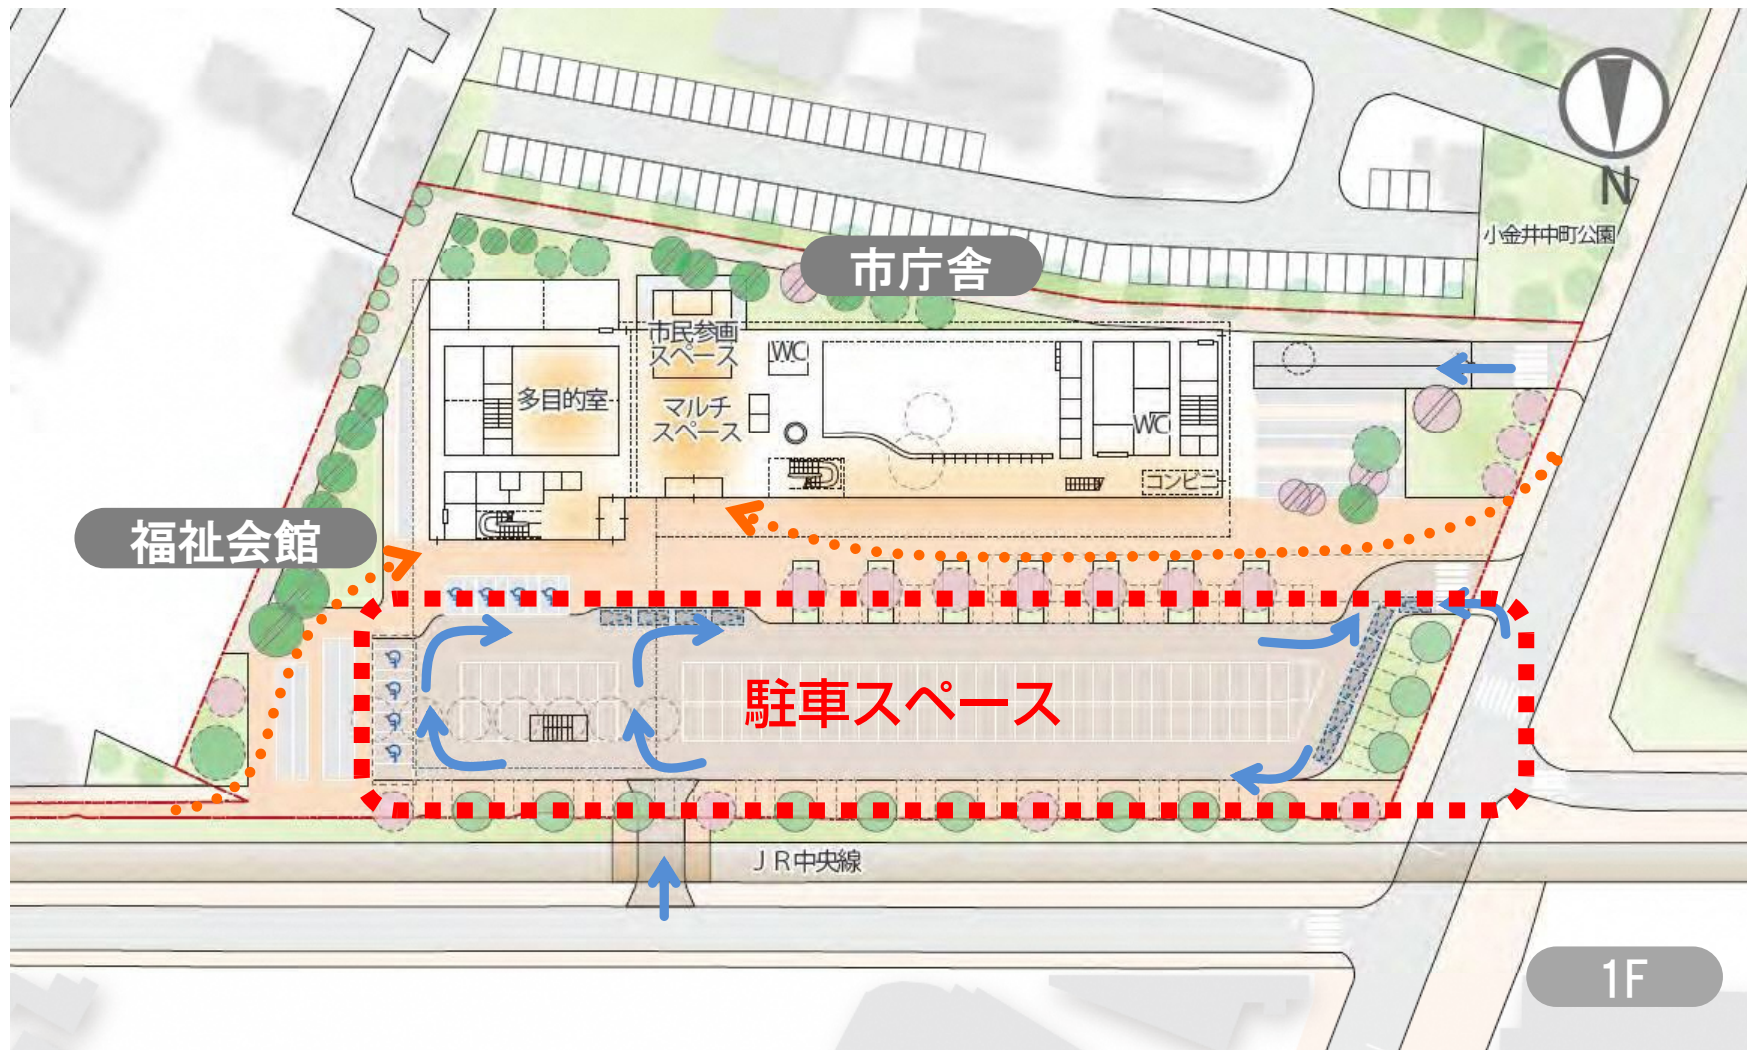 N
小金井中町公園
市庁舎
市民参画
スペース
WC
多目的室
マルチ
スペース
WC
コンビニ
福祉会館
駐車スペース
ＪＲ中央線
1F